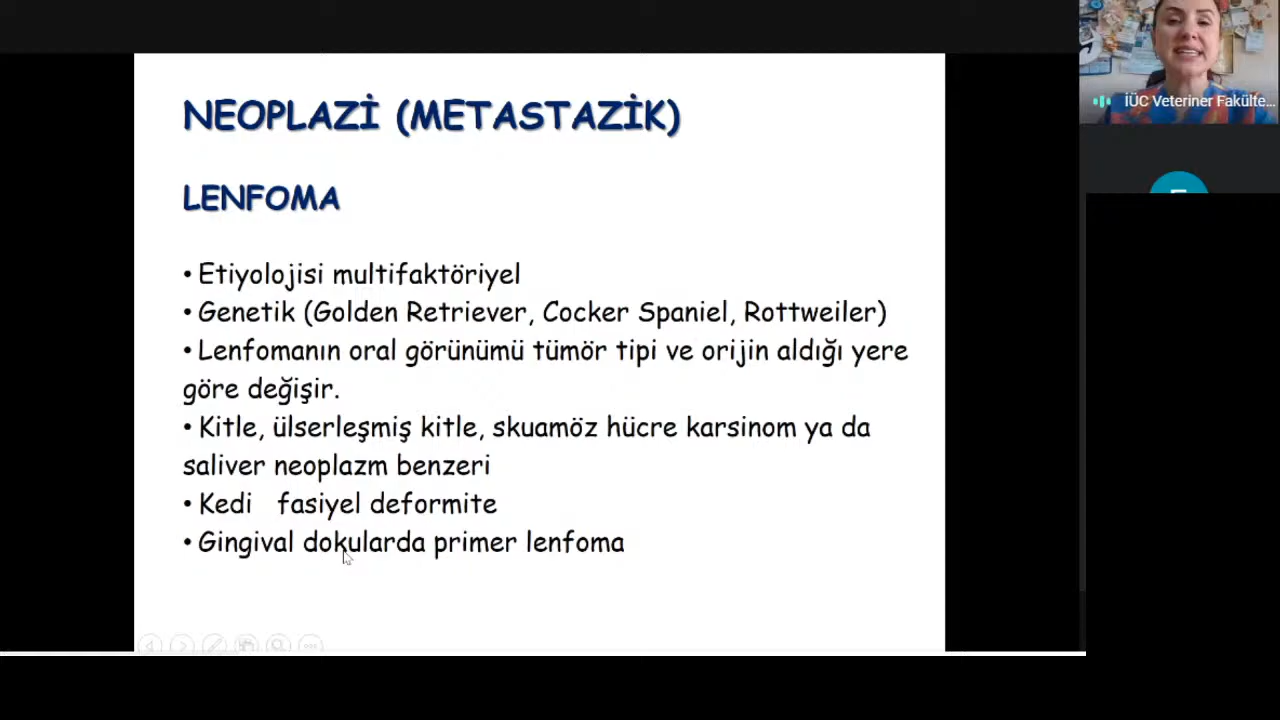 NEOPLAZİ (METASTAZİK)
LENFOMA
• Etiyolojisi multifaktöriyel
• Genetik (Golden Retriever, Cocker Spaniel, Rottweiler)
• Lenfomanın oral görünümü tümör tipi ve orijin aldığı yere
göre değişir.
• Kitle, ülserleşmiş kitle, skuamöz hücre karsinom ya da
saliver neoplazm benzeri
• Kedi fasiyel deformite
• Gingival dokularda primer lenfoma
İÜC Veteriner Fakülte...